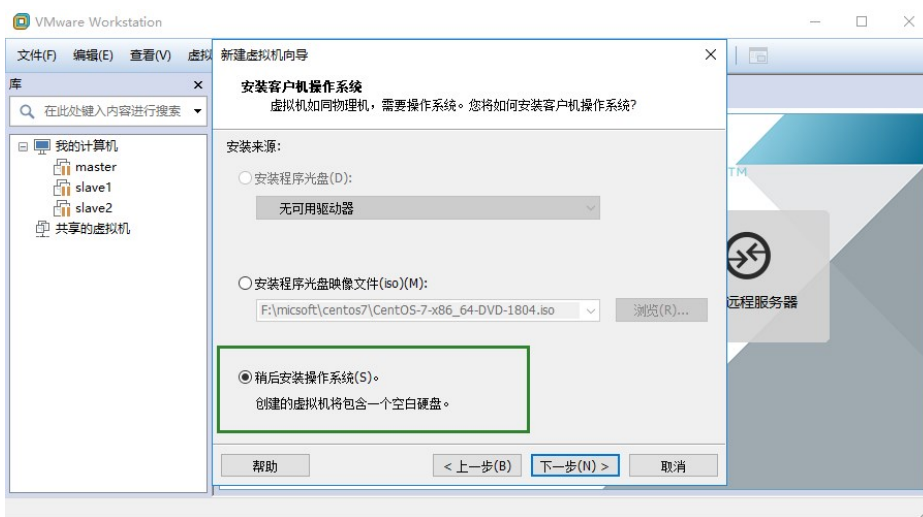 VMware Workstation
文件(F) 编辑(E) 查看(V) 虚拟
新建虚拟机向导
库
安装客户机操作系统
虚拟机如同物理机，需要操作系统。您将如何安装客户机操作系统?
在此处键入内容进行搜索
我的计算机
master
slave1
slave2
共享的虚拟机
安装来源:
安装程序光盘(D):
无可用驱动器
安装程序光盘映像文件(iso)(M):
F:\micsoft\centos7\CentOS-7-x86_64-DVD-1804.iso
浏览(R)...
稍后安装操作系统(S)。
创建的虚拟机将包含一个空白硬盘。
帮助
< 上一步(B)
下一步(N) >
取消
TM
远程服务器